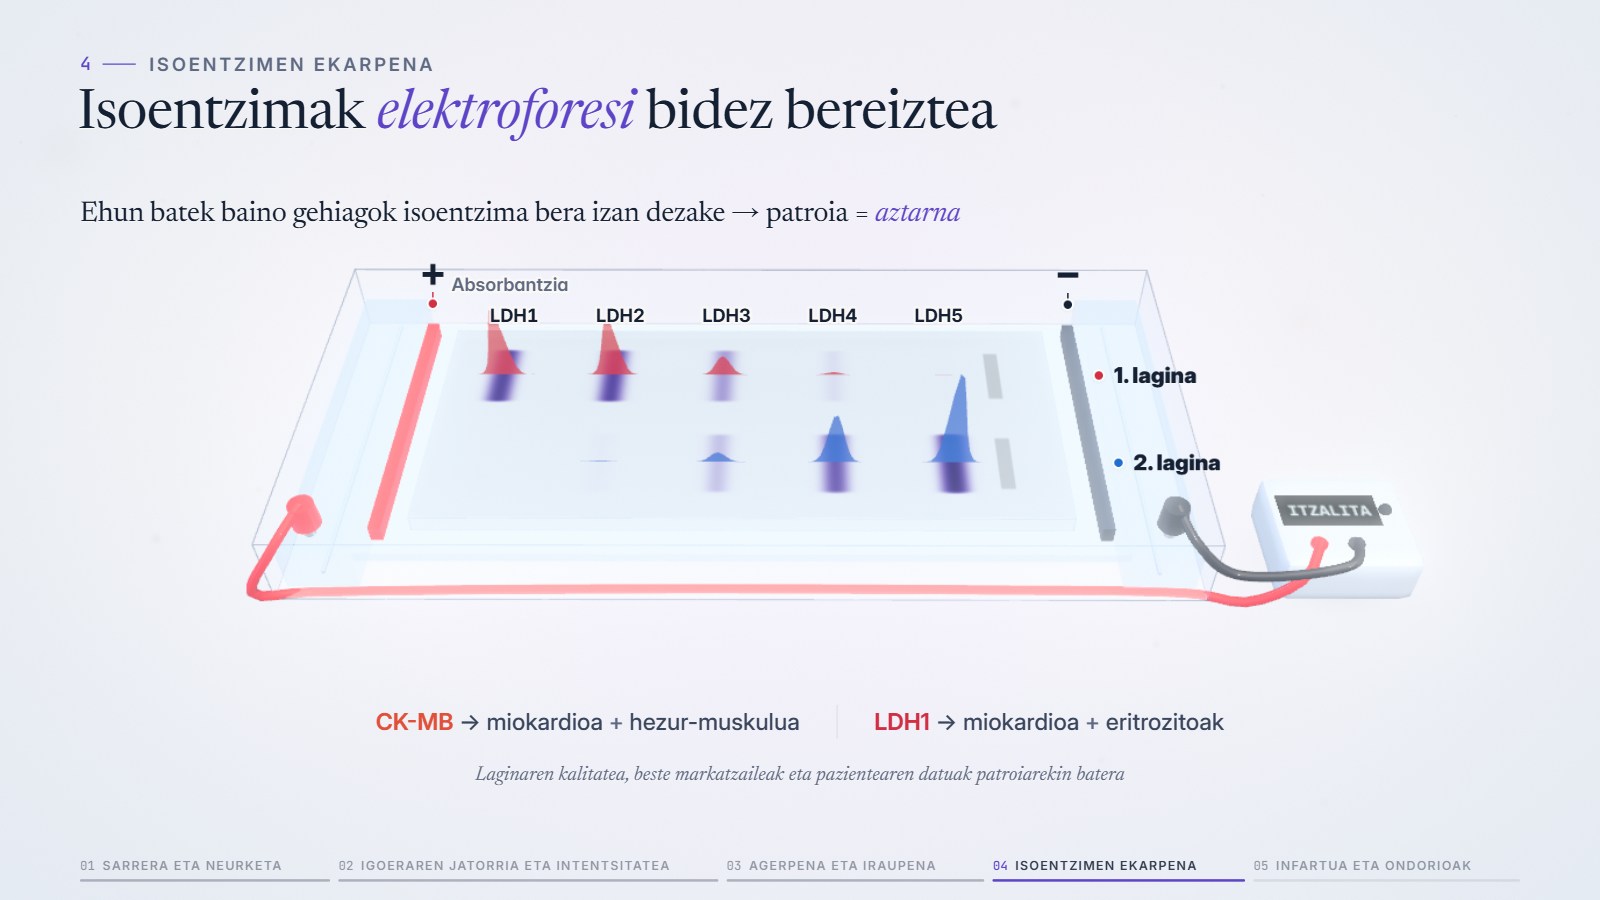 4 — ISOENTZIMEN EKARPENA
Isoentzimak elektroforesi bidez bereiztea
Ehun batek baino gehiagok isoentzima bera izan dezake → patroia = aztarna
+ −
Absorbantzia
LDH1 LDH2 LDH3 LDH4 LDH5
1. lagina
2. lagina
ITZALITA
CK-MB → miokardioa + hezur-muskulua
LDH1 → miokardioa + eritrozitoak
Laginaren kalitatea, beste markatzaileak eta pazientearen datuak patroiarekin batera
01 SARRERA ETA NEURKETA
02 IGOERAREN JATORRIA ETA INTENTSITATEA
03 AGERPENA ETA IRAUPENA
04 ISOENTZIMEN EKARPENA
05 INFARTUA ETA ONDORIOAK